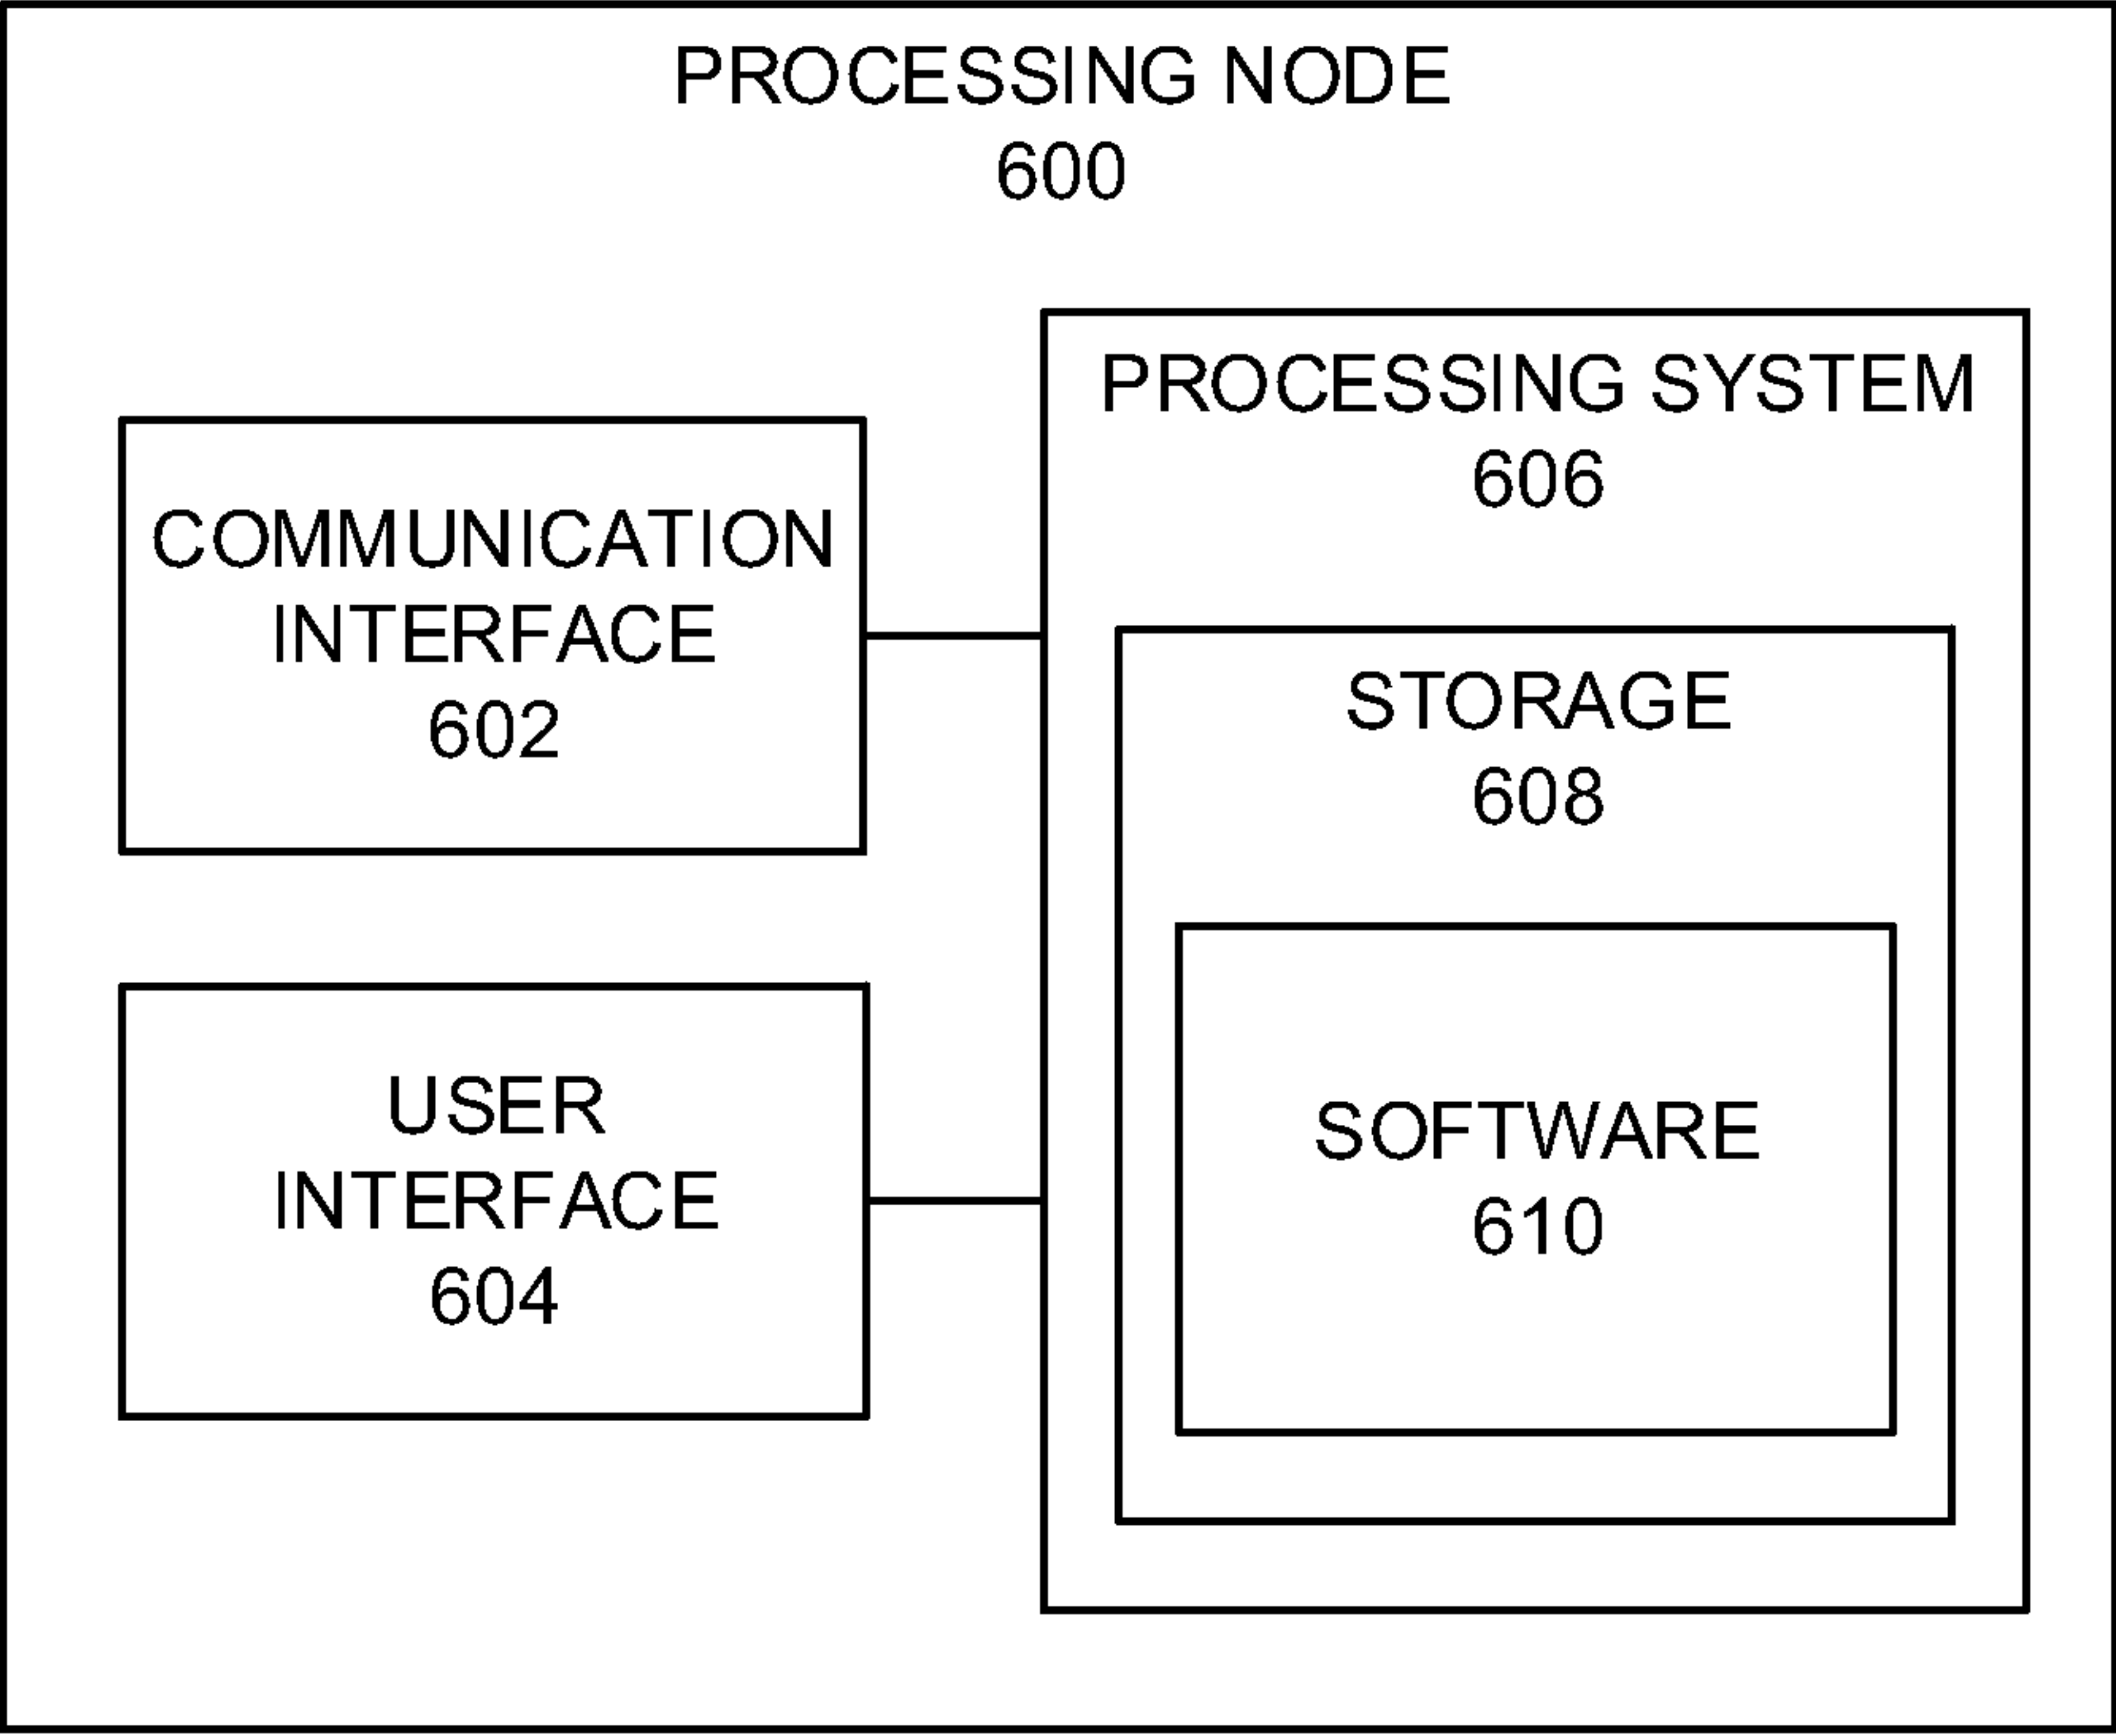 PROCESSING NODE
600
PROCESSING SYSTEM
606
COMMUNICATION
INTERFACE
602
STORAGE
608
USER
INTERFACE
604
SOFTWARE
610